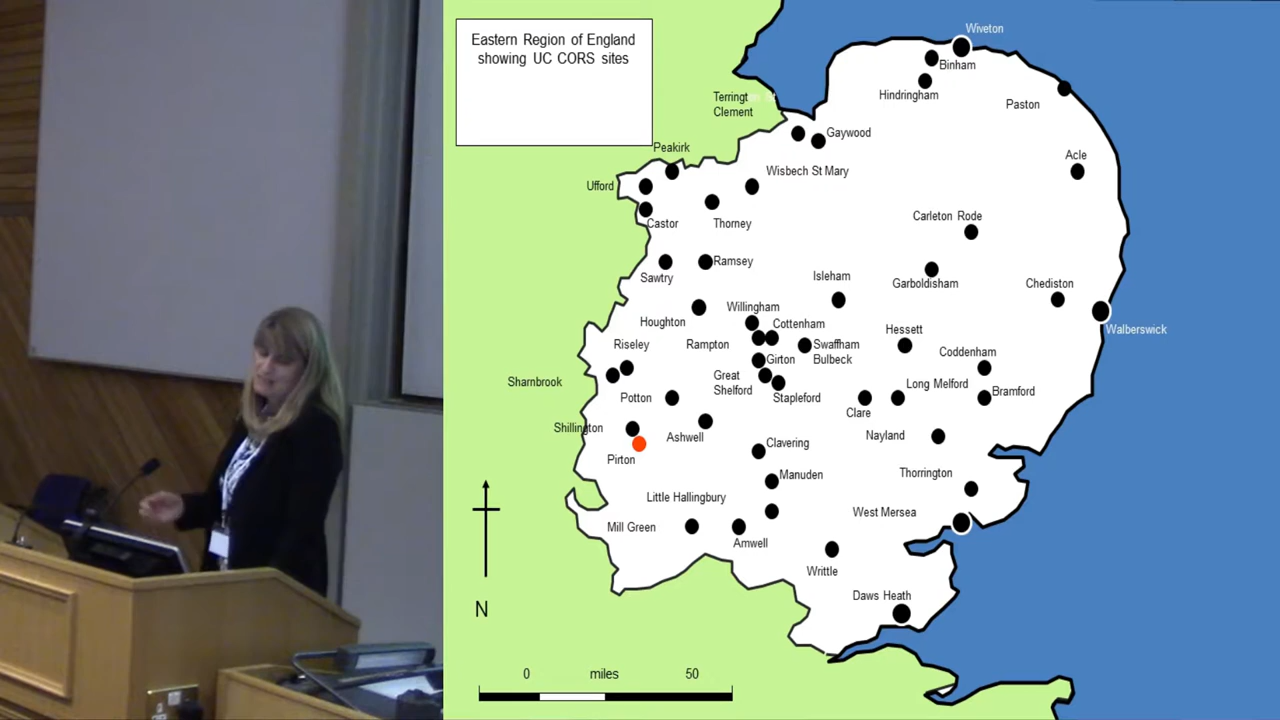 Eastern Region of England
showing UC CORS sites
Wiveton
Binham
Hindringham
Paston
Terrington St
Clement
Gaywood
Peakirk
Acle
Wisbech St Mary
Ufford
Castor
Thorney
Carleton Rode
Ramsey
Sawtry
Isleham
Garboldisham
Chediston
Willingham
Houghton
Cottenham
Hessett
Walberswick
Riseley
Rampton
Swaffham
Bulbeck
Girton
Coddenham
Sharnbrook
Great
Shelford
Long Melford
Bramford
Potton
Stapleford
Clare
Shillington
Ashwell
Nayland
Pirton
Clavering
Manuden
Thorrington
Little Hallingbury
Mill Green
West Mersea
Amwell
Writtle
Daws Heath
N
0 miles 50